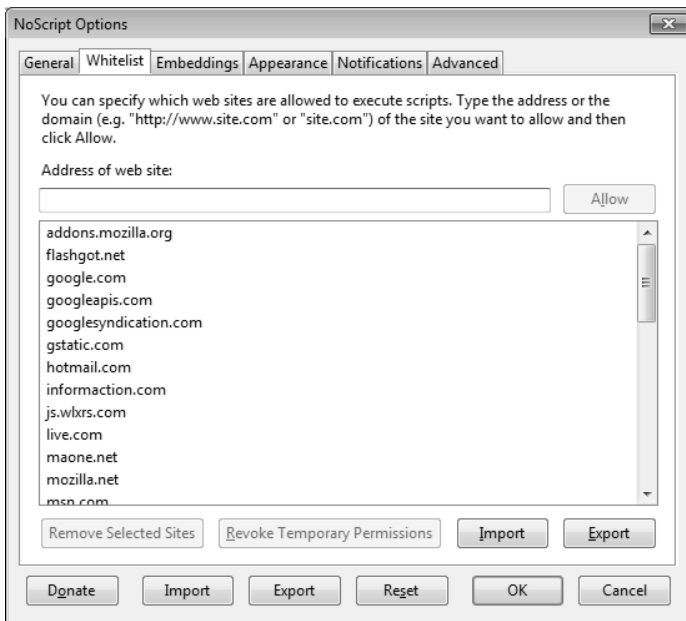 NoScript Options
General Whitelist Embeddings Appearance Notifications Advanced
You can specify which web sites are allowed to execute scripts. Type the address or the
domain (e.g. "http://www.site.com" or "site.com") of the site you want to allow and then
click Allow.
Address of web site:
Allow
addons.mozilla.org
flashgot.net
google.com
googleapis.com
googlesyndication.com
gstatic.com
hotmail.com
informaction.com
js.wlxrs.com
live.com
maone.net
mozilla.net
msn.com
Remove Selected Sites Revoke Temporary Permissions Import Export
Donate Import Export Reset OK Cancel